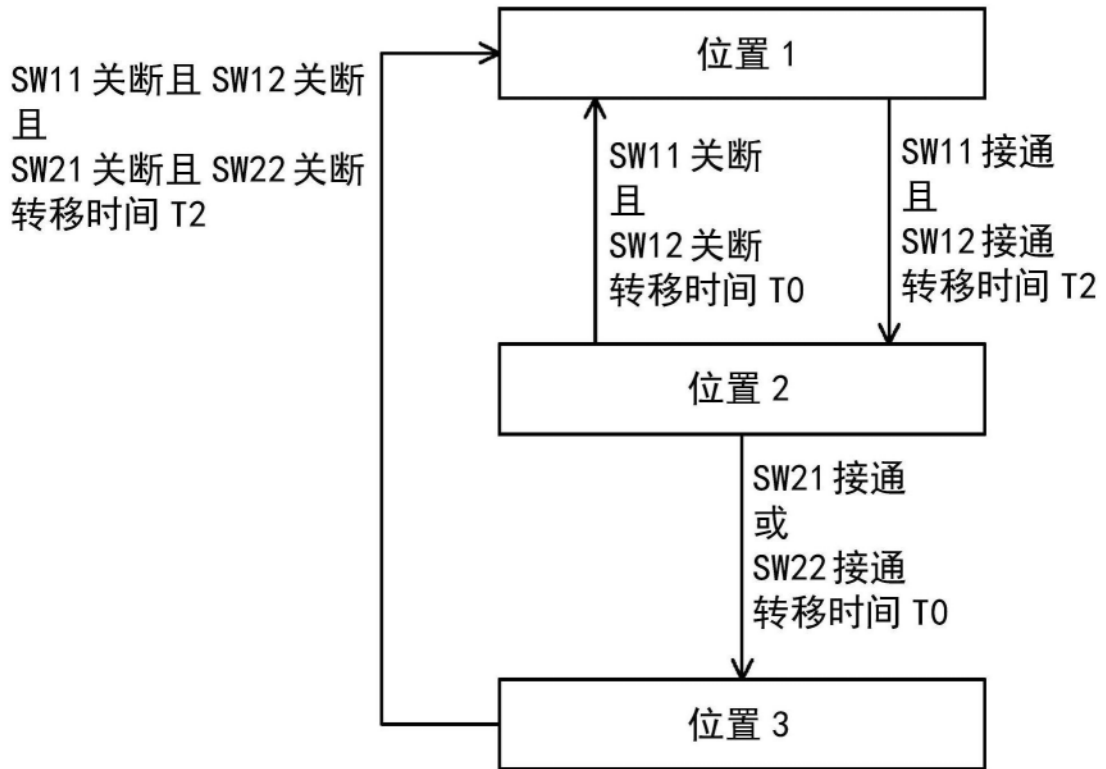 位置 1
SW11 关断且 SW12 关断
且
SW21 关断且 SW22 关断
转移时间 T2
SW11 关断
且
SW12 关断
转移时间 T0
SW11 接通
且
SW12 接通
转移时间 T2
位置 2
SW21 接通
或
SW22 接通
转移时间 T0
位置 3